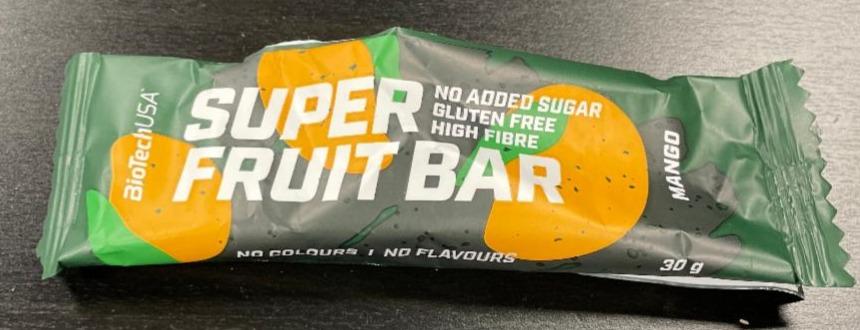 BioTechUSA
SUPER
FRUIT BAR
NO ADDED SUGAR
GLUTEN FREE
HIGH FIBRE
MANGO
NO COLOURS | NO FLAVOURS
30 g